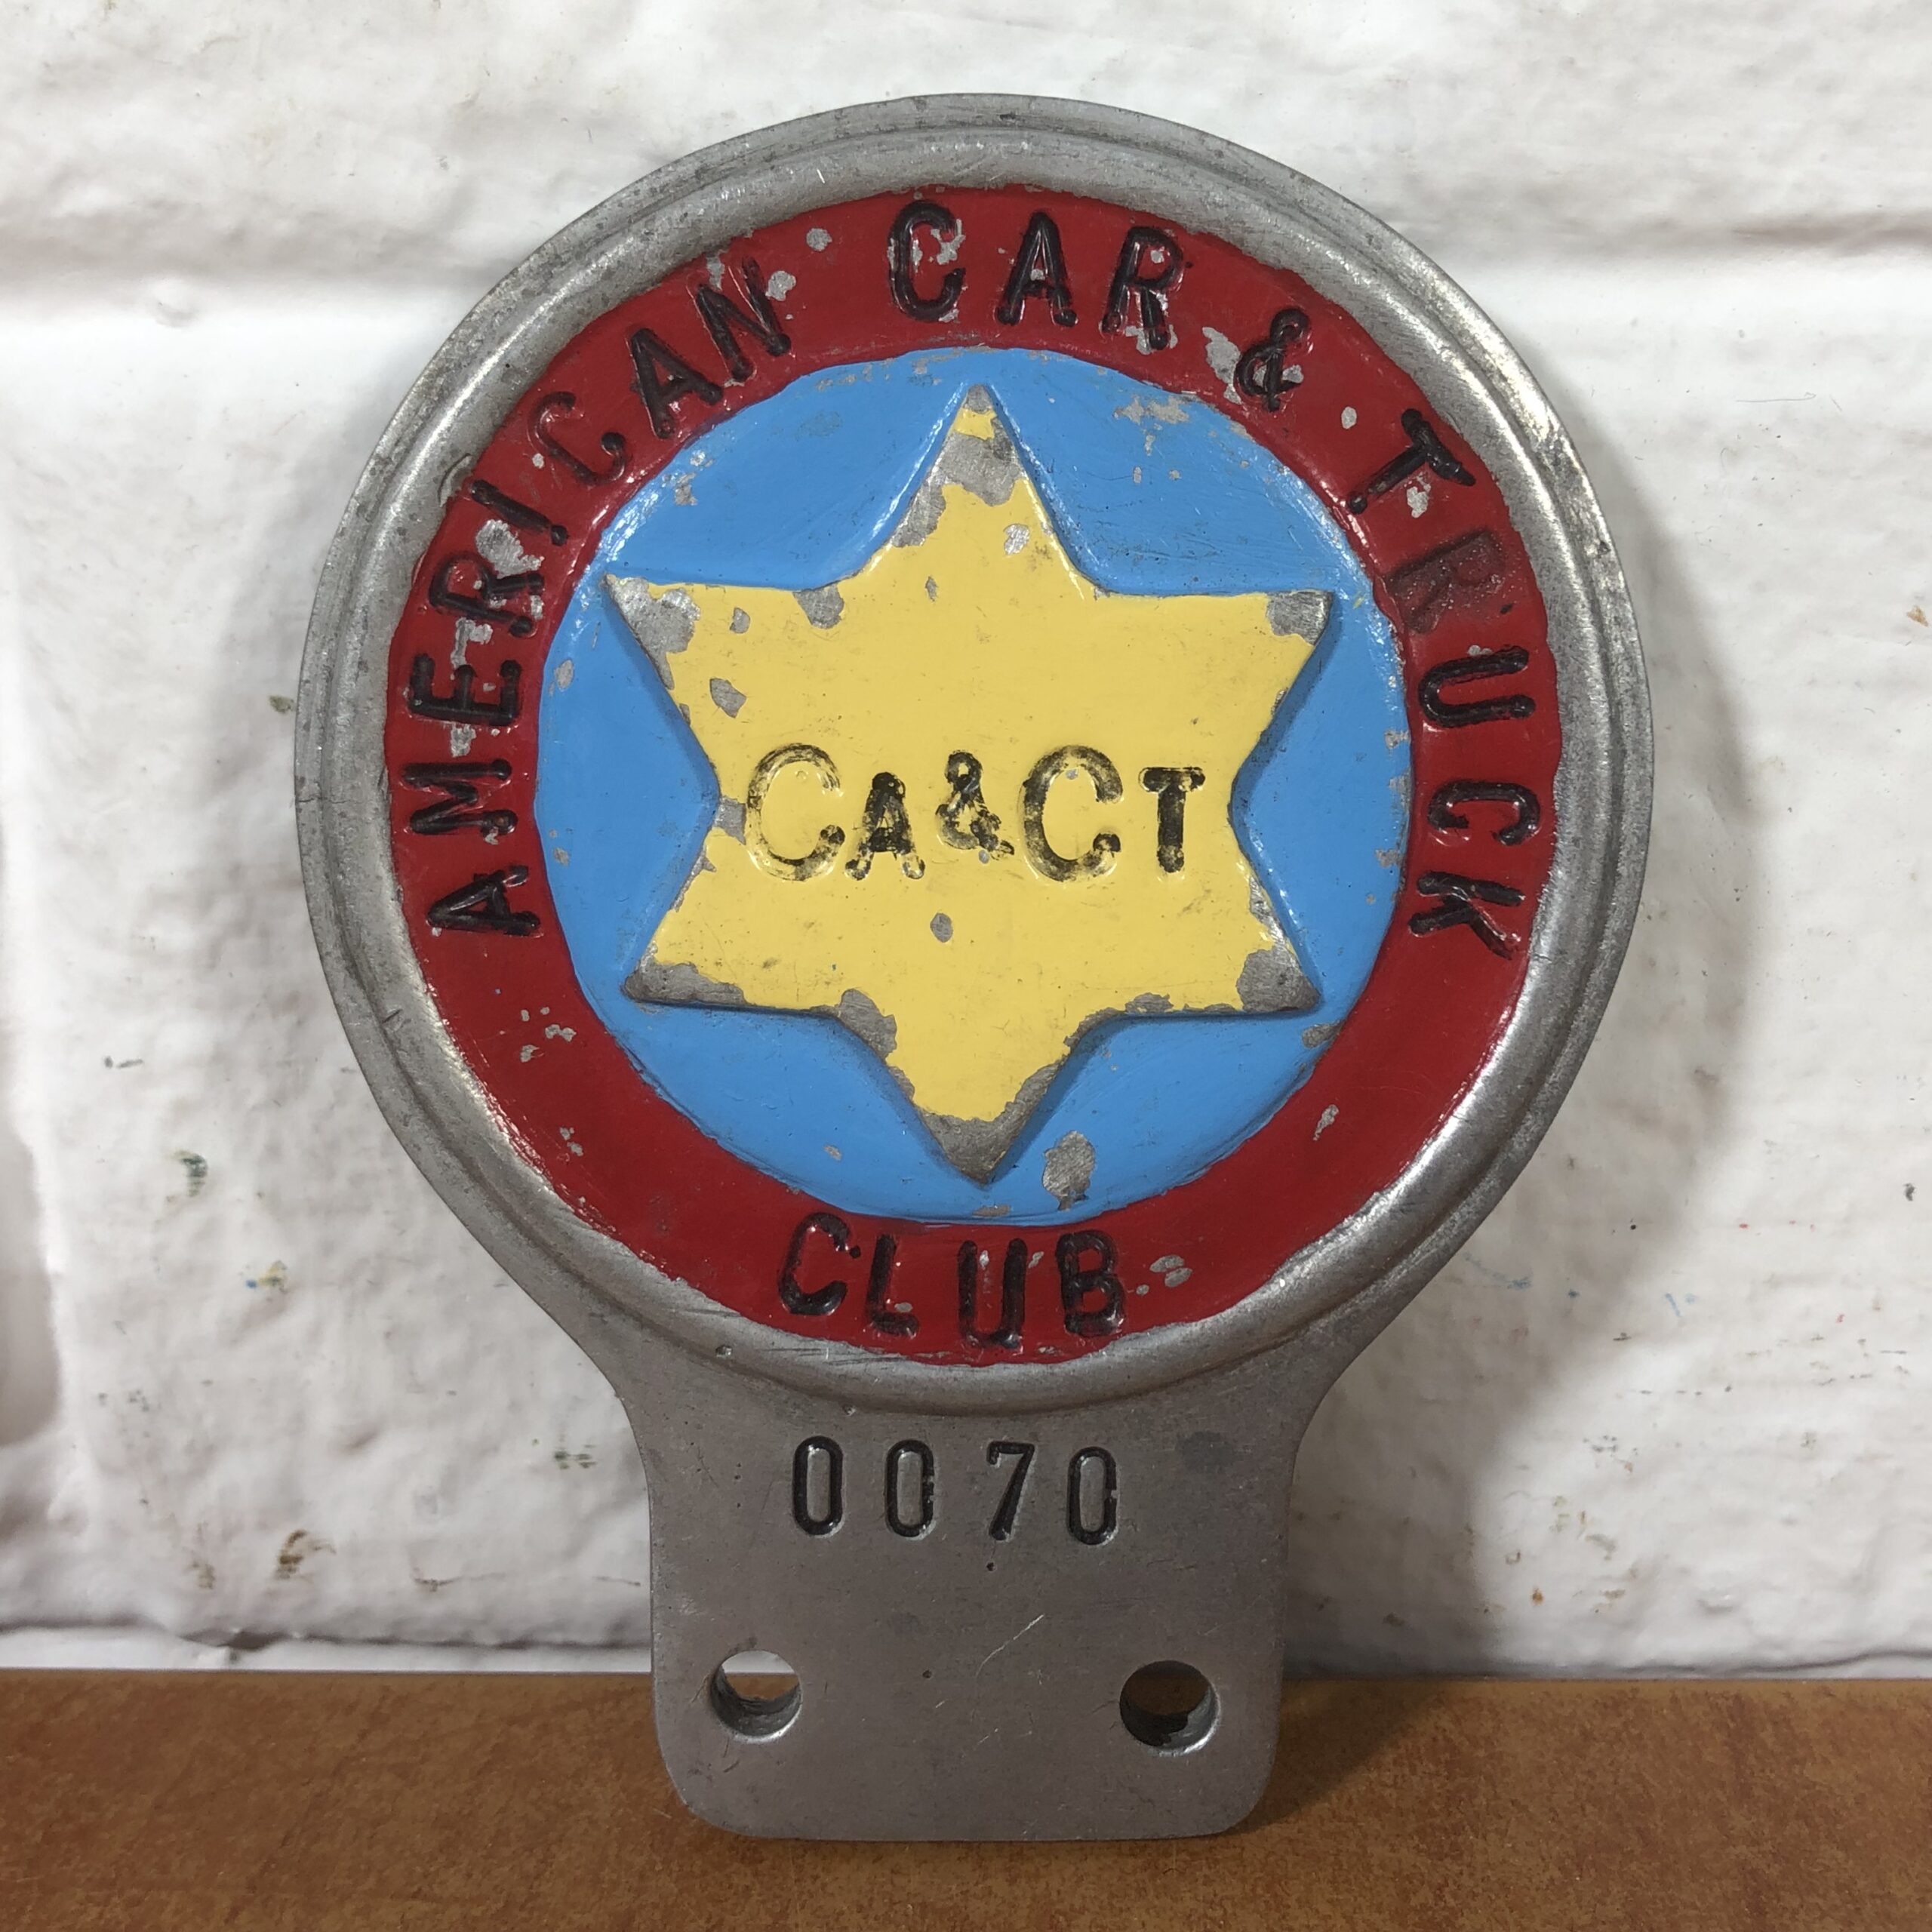 AMERICAN CAR & TRUCK
CA&CT
CLUB
0070